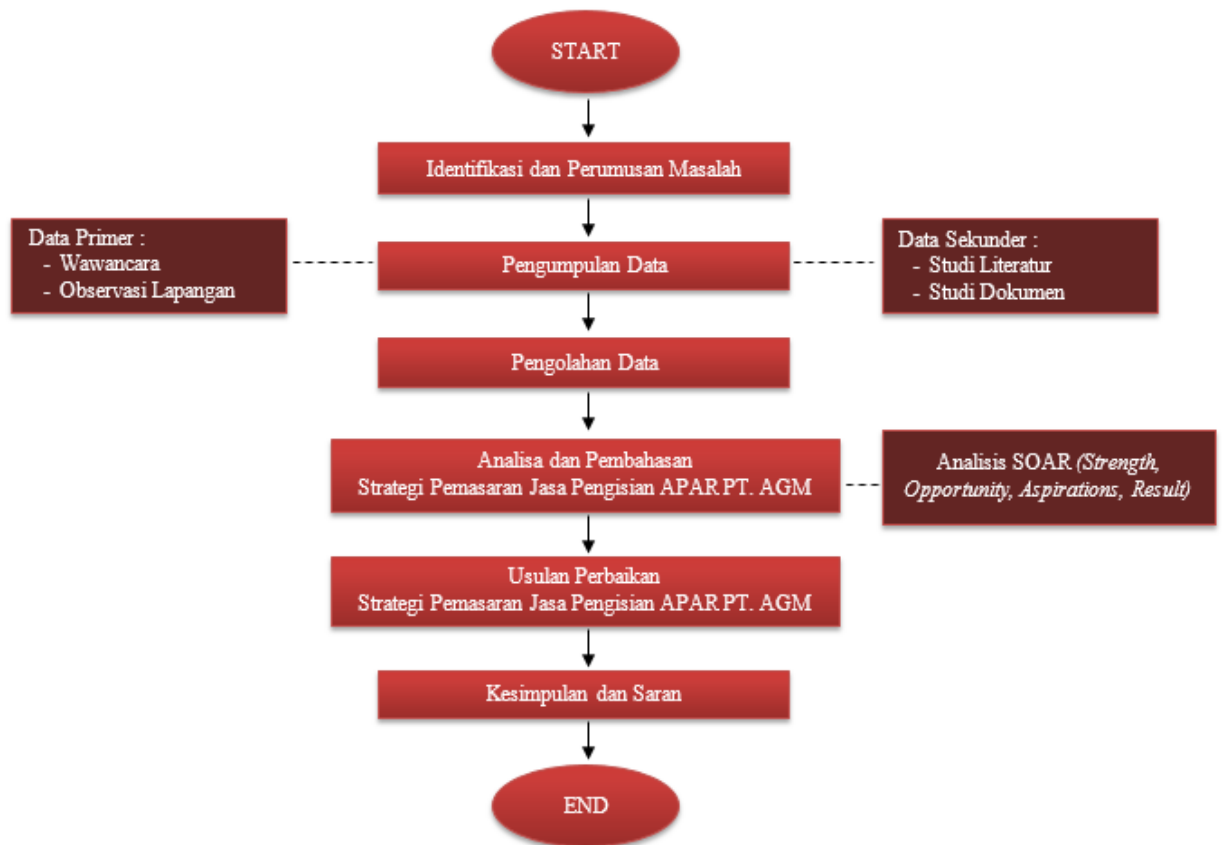 START
Identifikasi dan Perumusan Masalah
Data Primer :
- Wawancara
- Observasi Lapangan
Pengumpulan Data
Data Sekunder :
- Studi Literatur
- Studi Dokumen
Pengolahan Data
Analisa dan Pembahasan
Strategi Pemasaran Jasa Pengisian APAR PT. AGM
Analisis SOAR (Strength,
Opportunity, Aspirations, Result)
Usulan Perbaikan
Strategi Pemasaran Jasa Pengisian APAR PT. AGM
Kesimpulan dan Saran
END